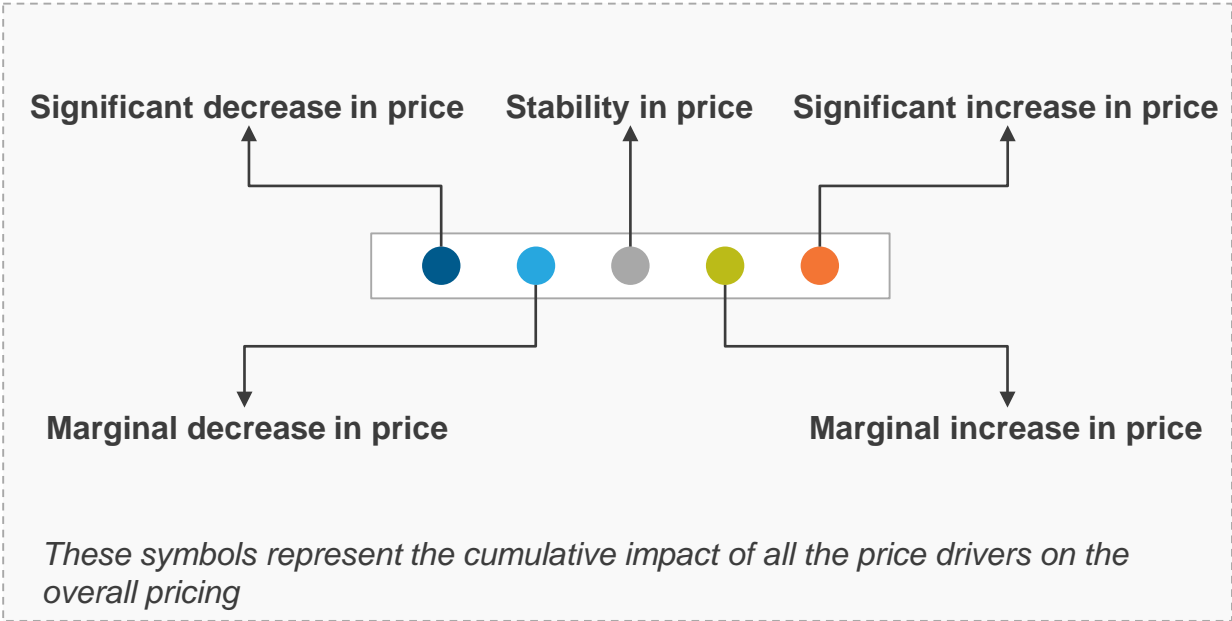 Significant decrease in price
Stability in price
Significant increase in price
Marginal decrease in price
Marginal increase in price
These symbols represent the cumulative impact of all the price drivers on the
overall pricing